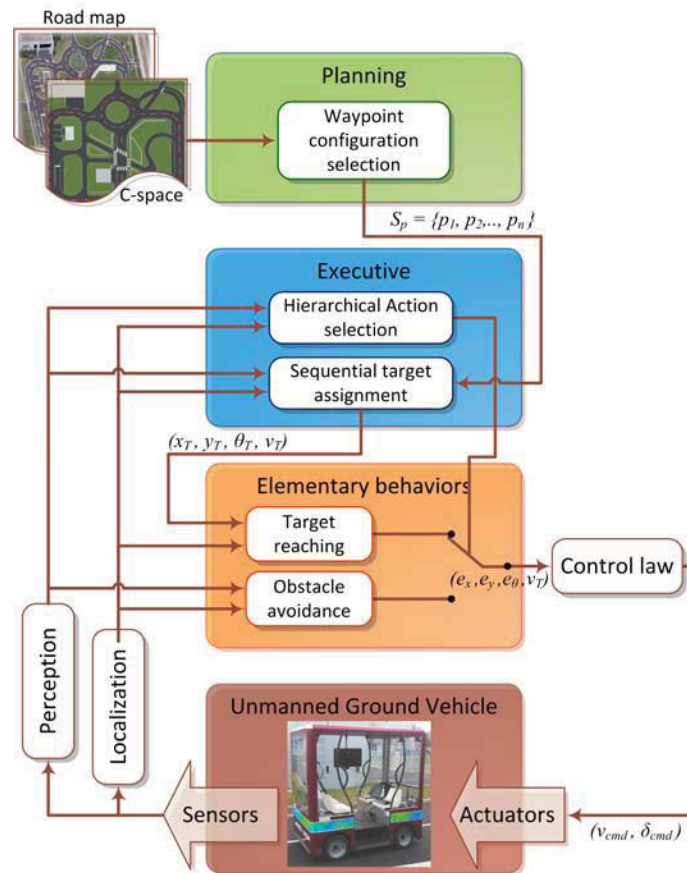 Road map
C-space
Planning
Waypoint
configuration
selection
S_p = {p_1, p_2,.., p_n}
Executive
Hierarchical Action
selection
Sequential target
assignment
(x_T, y_T, θ_T, v_T)
Elementary behaviors
Target
reaching
Obstacle
avoidance
(e_x, e_y, e_θ, v_T)
Control law
Perception
Localization
Unmanned Ground Vehicle
Sensors
Actuators
(v_cmd, δ_cmd)